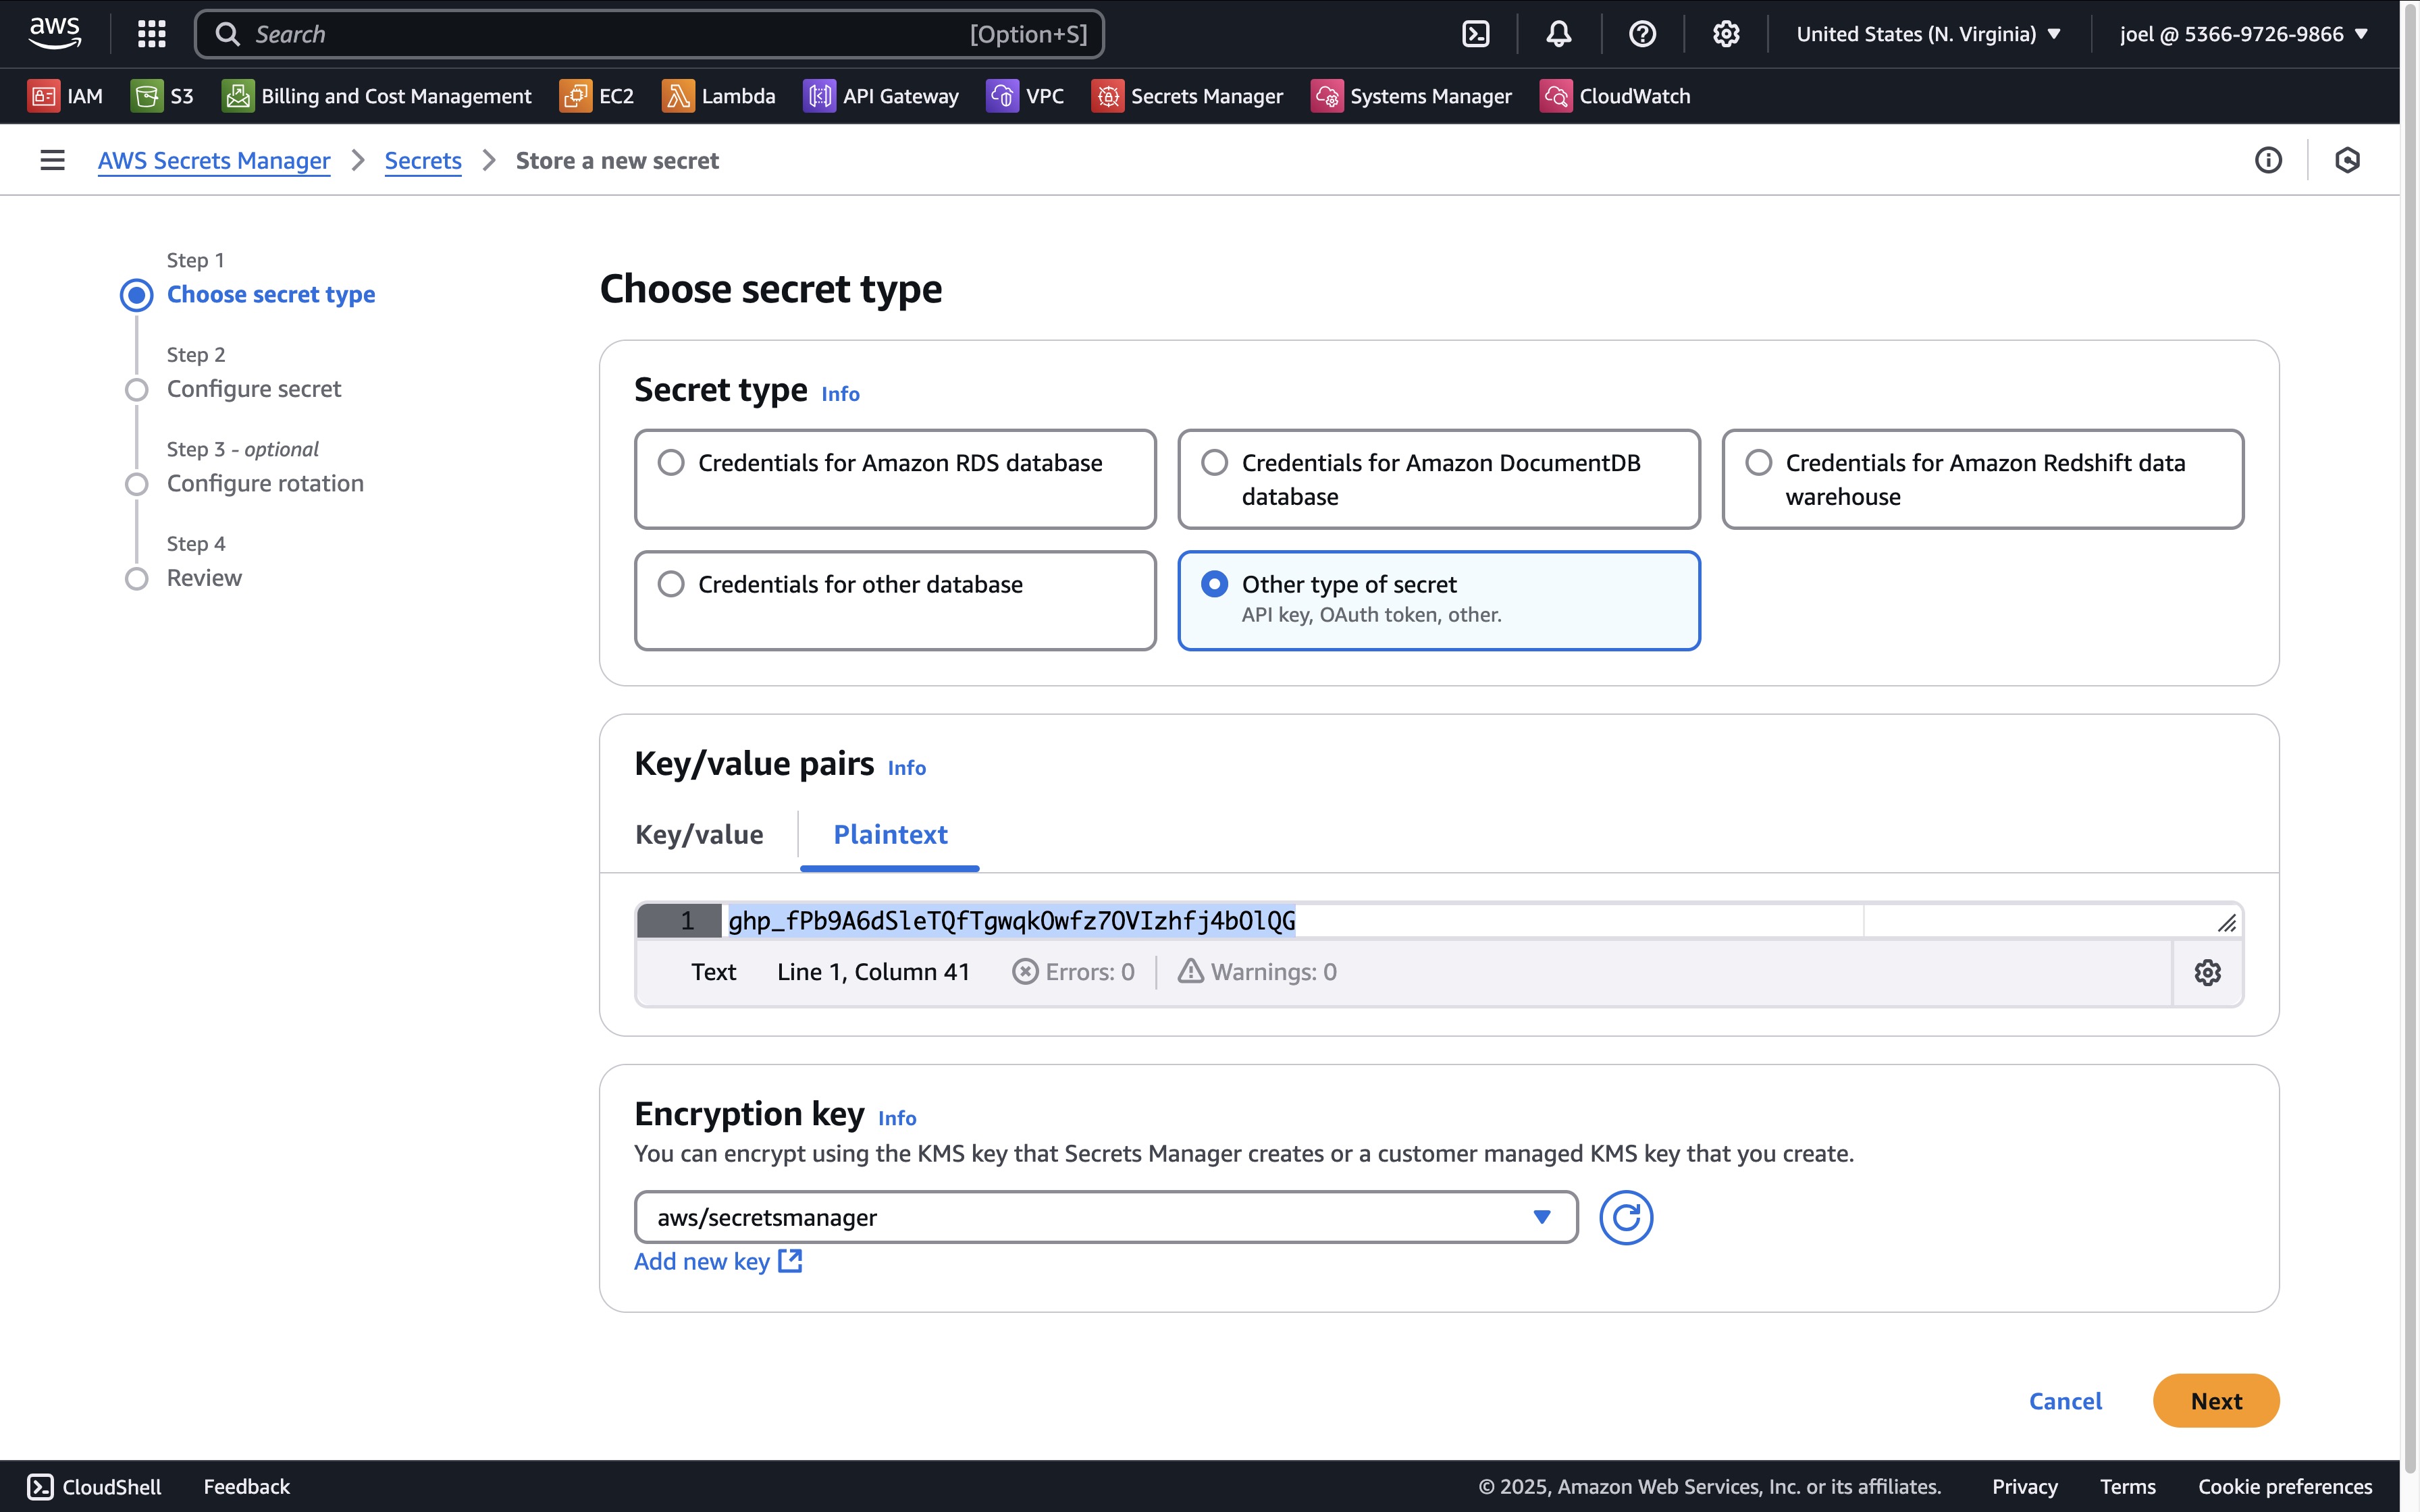 aws
Search [Option+S]
United States (N. Virginia) joel @ 5366-9726-9866
IAM S3 Billing and Cost Management EC2 Lambda API Gateway VPC Secrets Manager Systems Manager CloudWatch
AWS Secrets Manager Secrets Store a new secret
Step 1
Choose secret type
Step 2
Configure secret
Step 3 - optional
Configure rotation
Step 4
Review
Choose secret type
Secret type Info
Credentials for Amazon RDS database
Credentials for Amazon DocumentDB
database
Credentials for Amazon Redshift data
warehouse
Credentials for other database
Other type of secret
API key, OAuth token, other.
Key/value pairs Info
Key/value Plaintext
1 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
Text Line 1, Column 41 Errors: 0 Warnings: 0
Encryption key Info
You can encrypt using the KMS key that Secrets Manager creates or a customer managed KMS key that you create.
aws/secretsmanager
Add new key
Cancel Next
CloudShell Feedback © 2025, Amazon Web Services, Inc. or its affiliates. Privacy Terms Cookie preferences